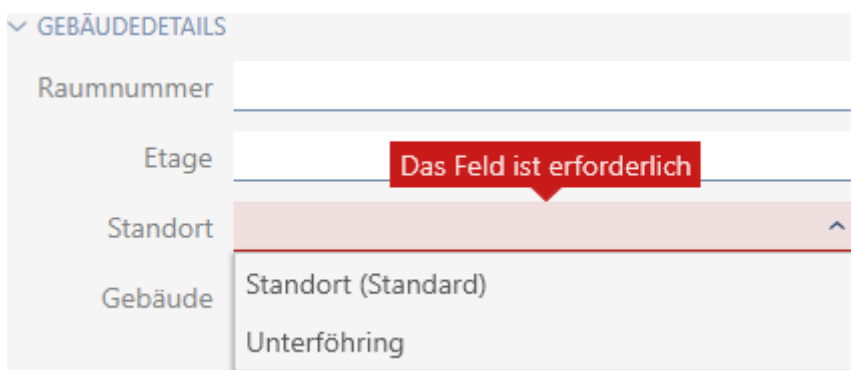 GEBÄUDEDETAILS
Raumnummer
Etage
Das Feld ist erforderlich
Standort
Gebäude
Standort (Standard)
Unterföhring